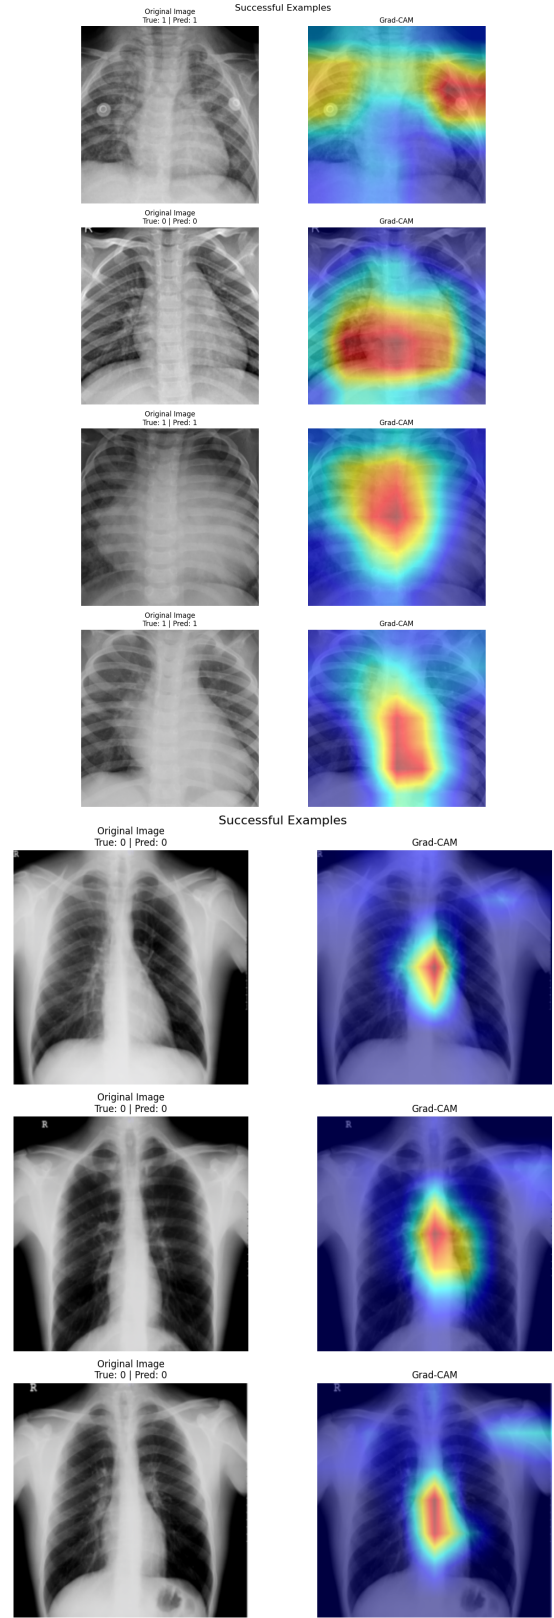 Successful Examples
Original Image
True: 1 | Pred: 1
Grad-CAM
Original Image
True: 0 | Pred: 0
Grad-CAM
R
R
Original Image
True: 1 | Pred: 1
Grad-CAM
Original Image
True: 1 | Pred: 1
Grad-CAM
Successful Examples
Original Image
True: 0 | Pred: 0
Grad-CAM
R
R
Original Image
True: 0 | Pred: 0
Grad-CAM
R
R
Original Image
True: 0 | Pred: 0
Grad-CAM
R
R